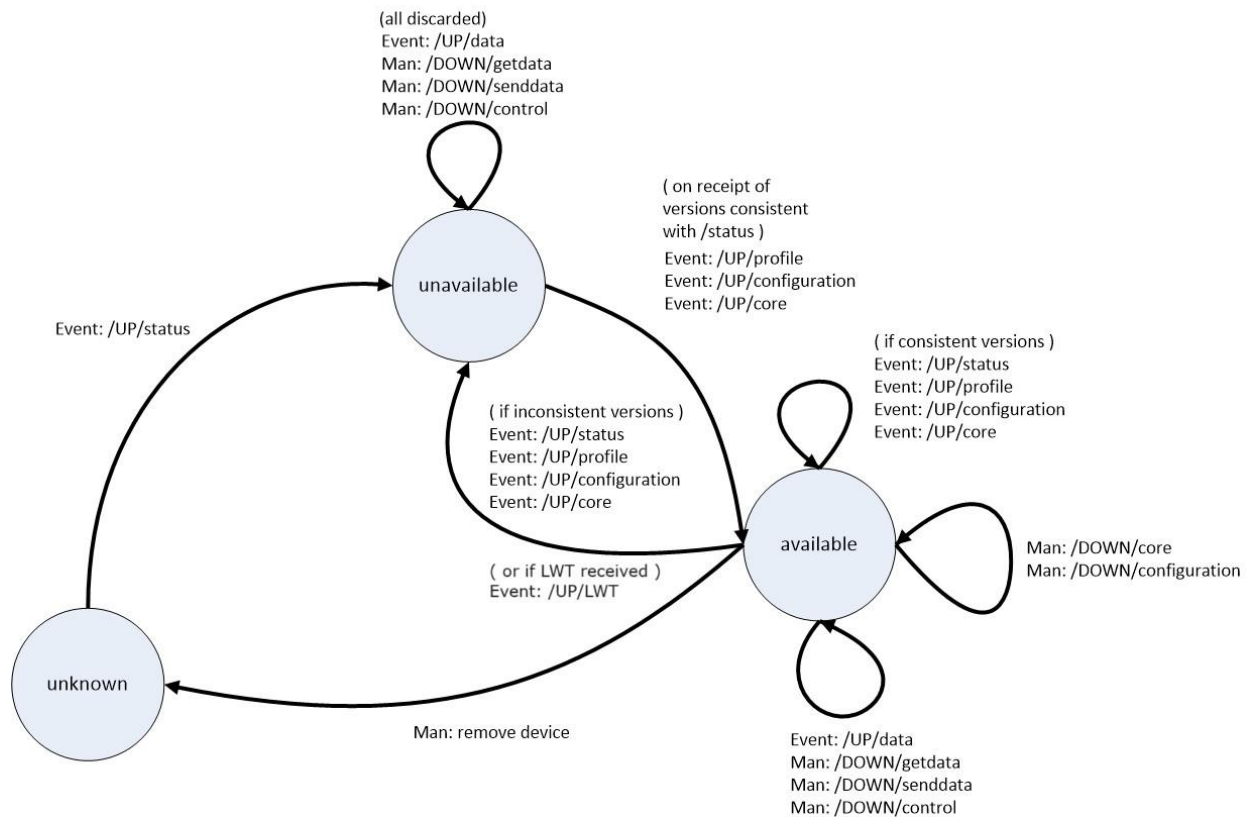 (all discarded)
Event: /UP/data
Man: /DOWN/getdata
Man: /DOWN/senddata
Man: /DOWN/control
( on receipt of
versions consistent
with /status )
Event: /UP/profile
Event: /UP/configuration
Event: /UP/core
unavailable
Event: /UP/status
( if consistent versions )
Event: /UP/status
Event: /UP/profile
Event: /UP/configuration
Event: /UP/core
( if inconsistent versions )
Event: /UP/status
Event: /UP/profile
Event: /UP/configuration
Event: /UP/core
available
Man: /DOWN/core
Man: /DOWN/configuration
( or if LWT received )
Event: /UP/LWT
unknown
Man: remove device
Event: /UP/data
Man: /DOWN/getdata
Man: /DOWN/senddata
Man: /DOWN/control